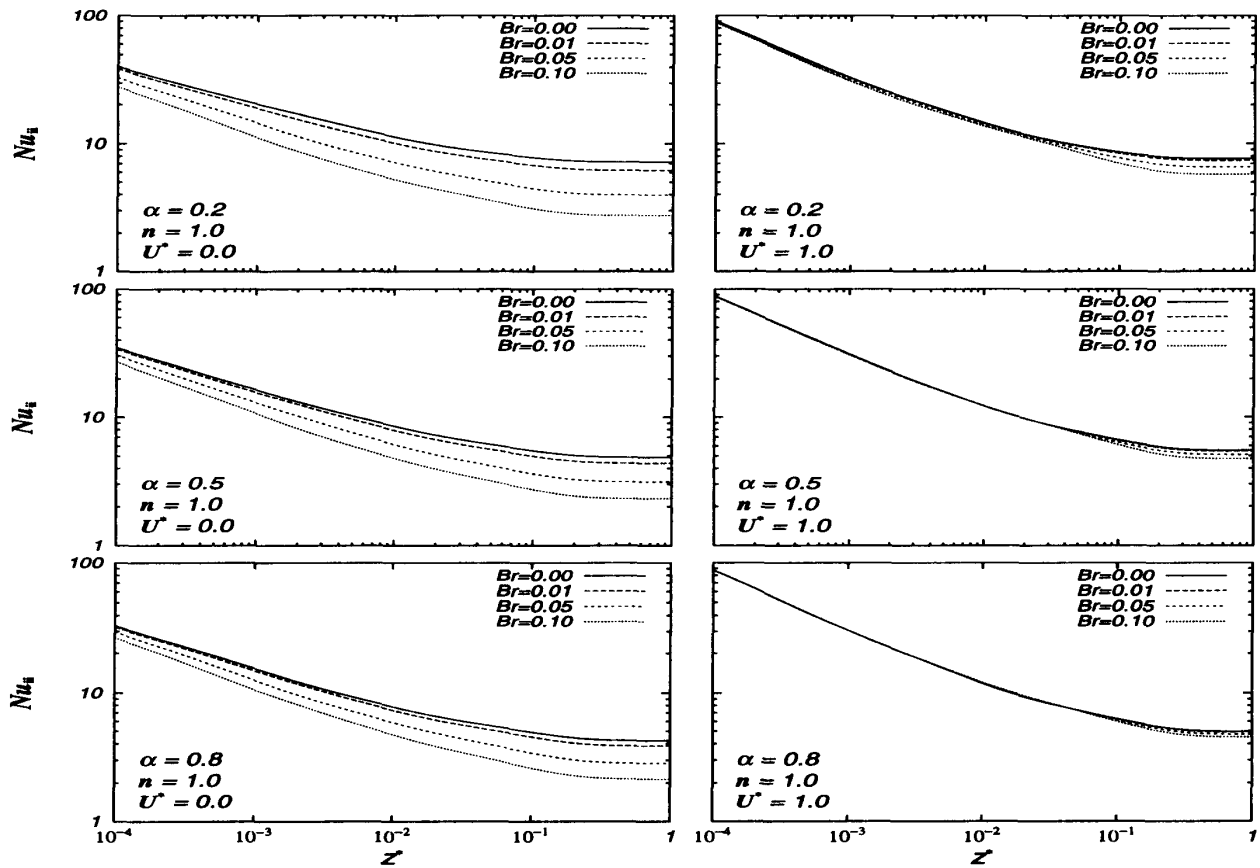 100
10
1
Nu_ii
Br=0.00
Br=0.01
Br=0.05
Br=0.10
α = 0.2
n = 1.0
U* = 0.0
Br=0.00
Br=0.01
Br=0.05
Br=0.10
α = 0.2
n = 1.0
U* = 1.0
100
10
1
Nu_ii
Br=0.00
Br=0.01
Br=0.05
Br=0.10
α = 0.5
n = 1.0
U* = 0.0
Br=0.00
Br=0.01
Br=0.05
Br=0.10
α = 0.5
n = 1.0
U* = 1.0
100
10
1
Nu_ii
Br=0.00
Br=0.01
Br=0.05
Br=0.10
α = 0.8
n = 1.0
U* = 0.0
10⁻⁴ 10⁻³ 10⁻² 10⁻¹ 1
z*
Br=0.00
Br=0.01
Br=0.05
Br=0.10
α = 0.8
n = 1.0
U* = 1.0
10⁻⁴ 10⁻³ 10⁻² 10⁻¹ 1
z*